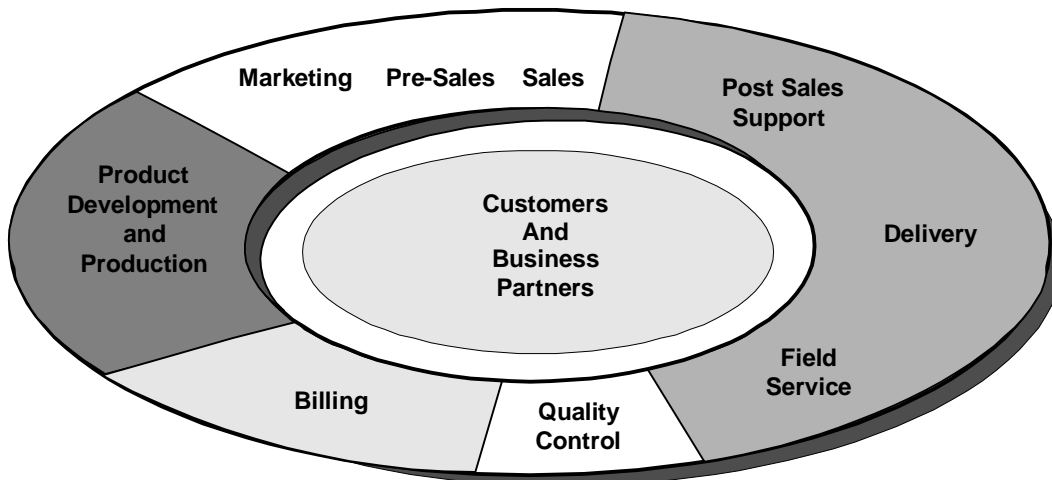 Marketing Pre-Sales Sales
Post Sales
Support
Product
Development
and
Production
Customers
And
Business
Partners
Delivery
Field
Service
Billing
Quality
Control